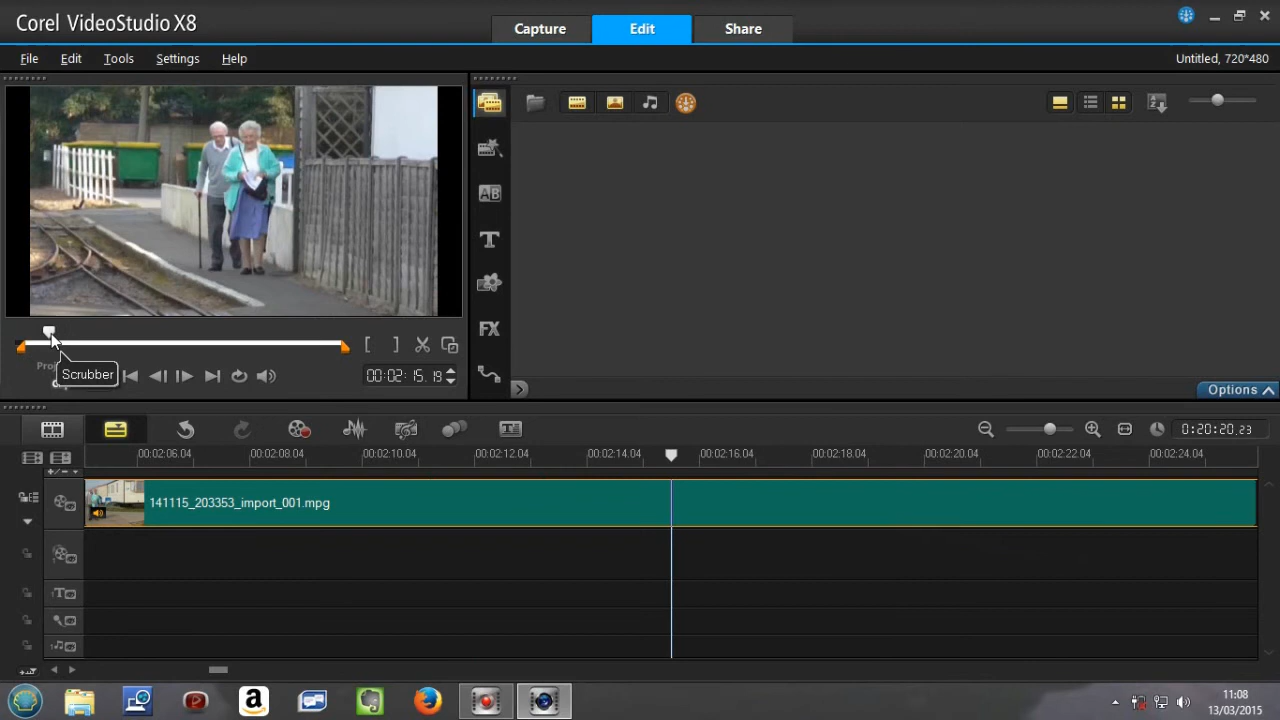 Corel VideoStudio X8
Capture
Edit
Share
File
Edit
Tools
Settings
Help
Untitled, 720*480
AB
T
FX
Scrubber
00:02:15.19
Options
T
0:20:20.23
00:02:06.04
00:02:08.04
00:02:10.04
00:02:12.04
00:02:14.04
00:02:16.04
00:02:18.04
00:02:20.04
00:02:22.04
00:02:24.04
141115_203353_import_001.mpg
1T
11:08
13/03/2015